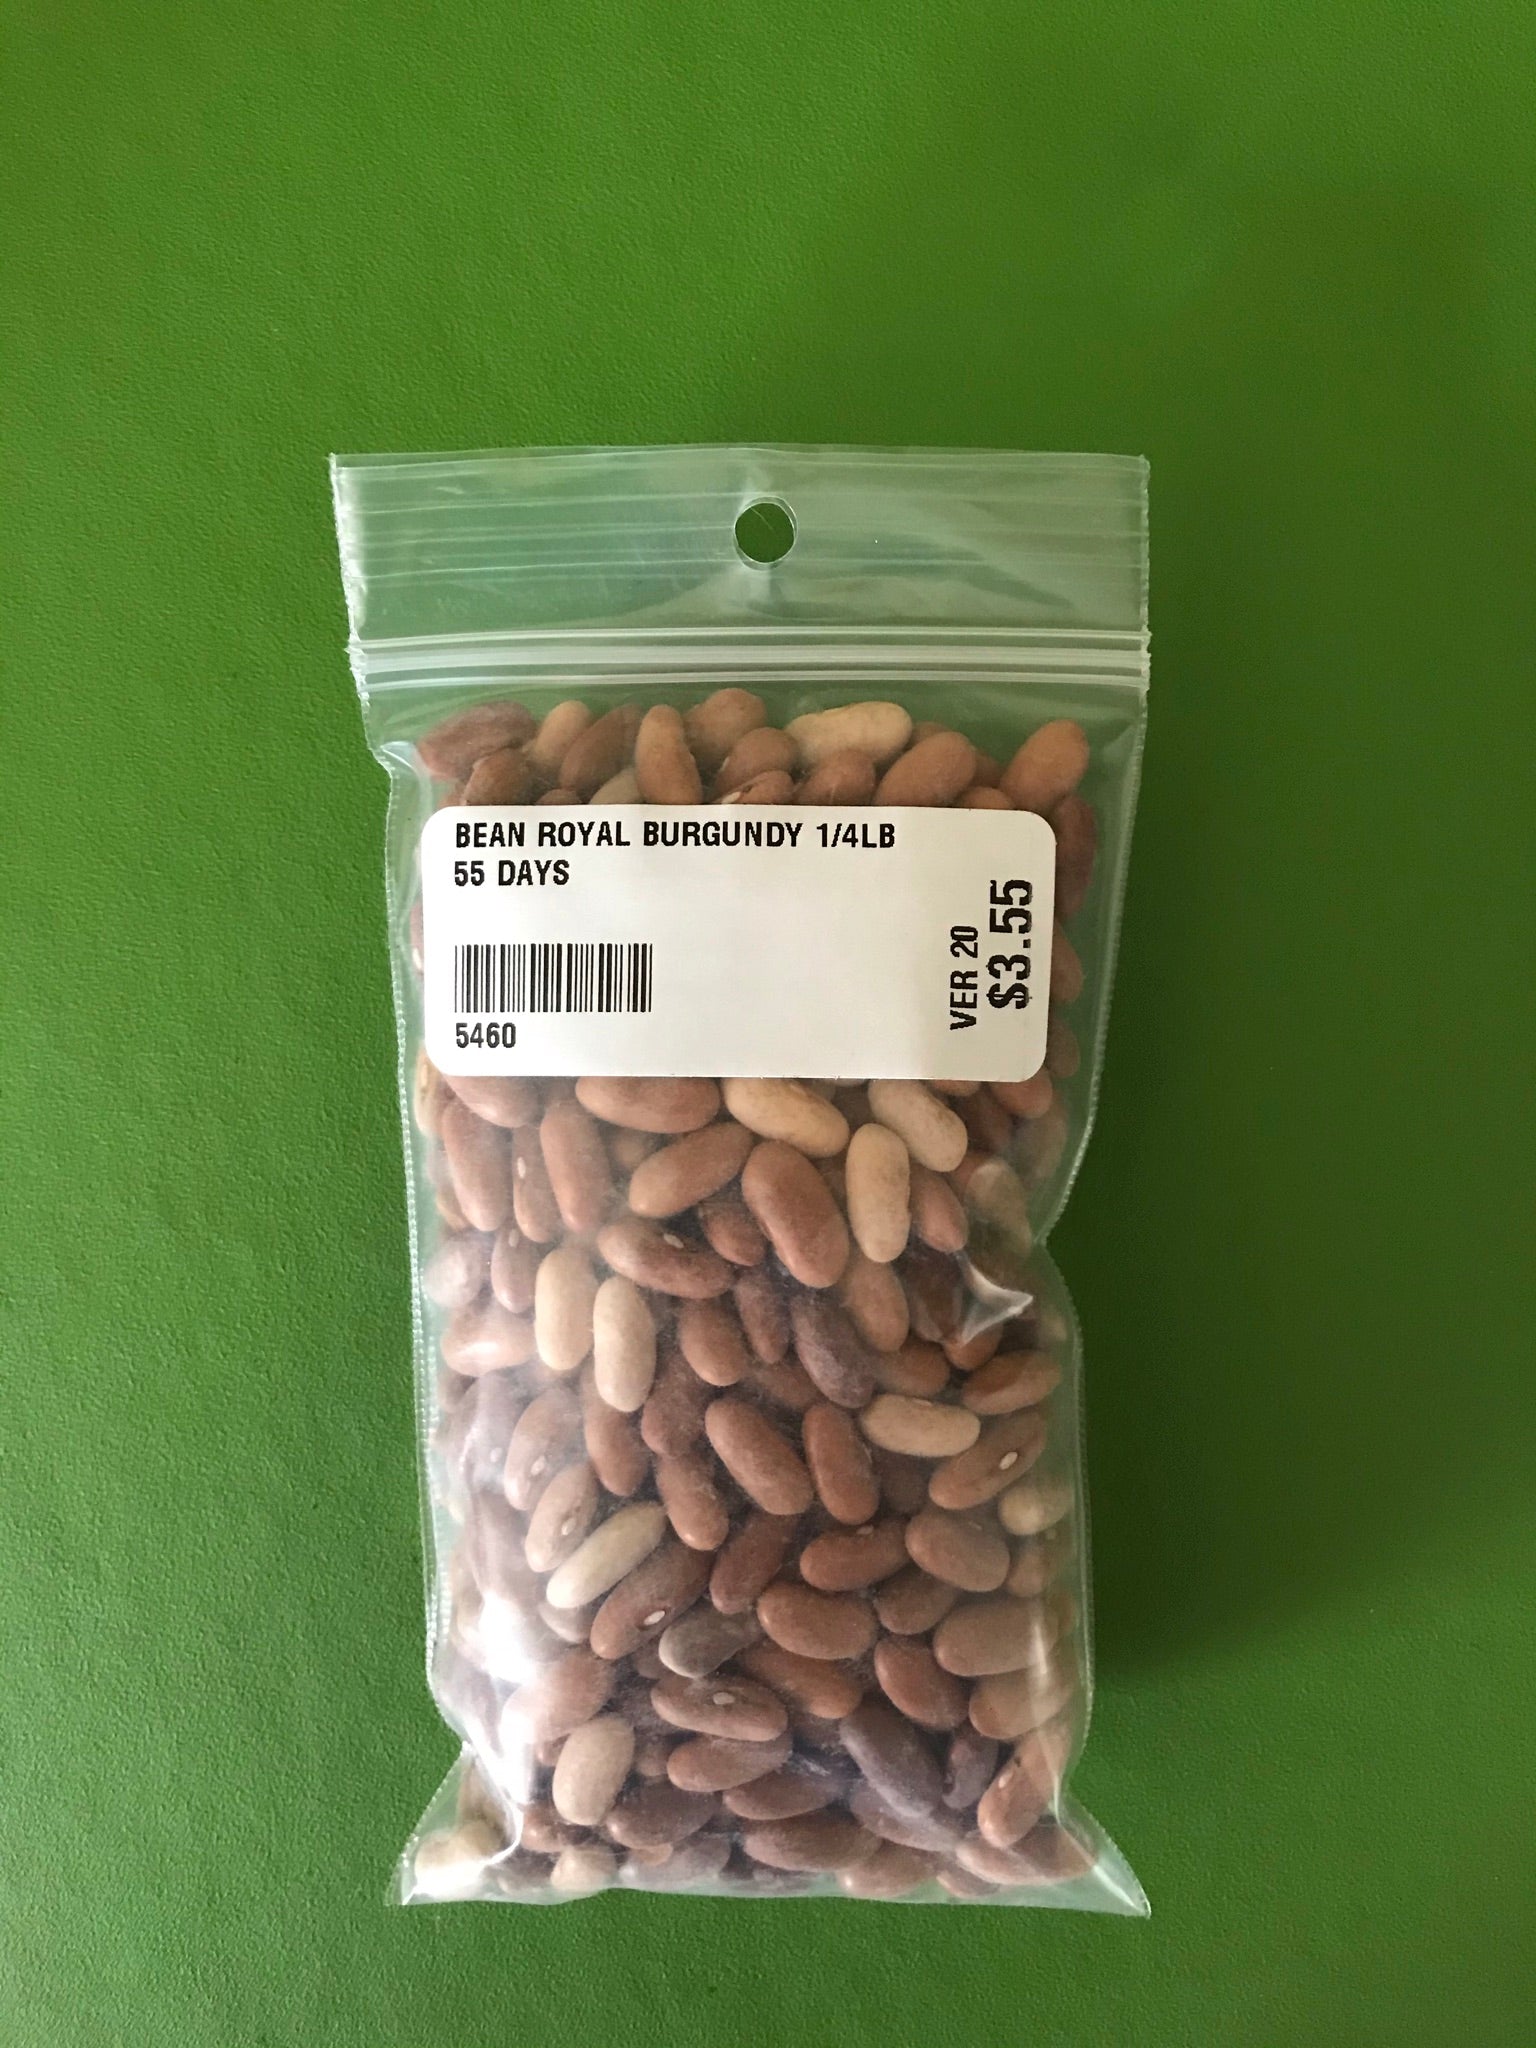 BEAN ROYAL BURGUNDY 1/4LB
55 DAYS
5460
VER 20
$3.55